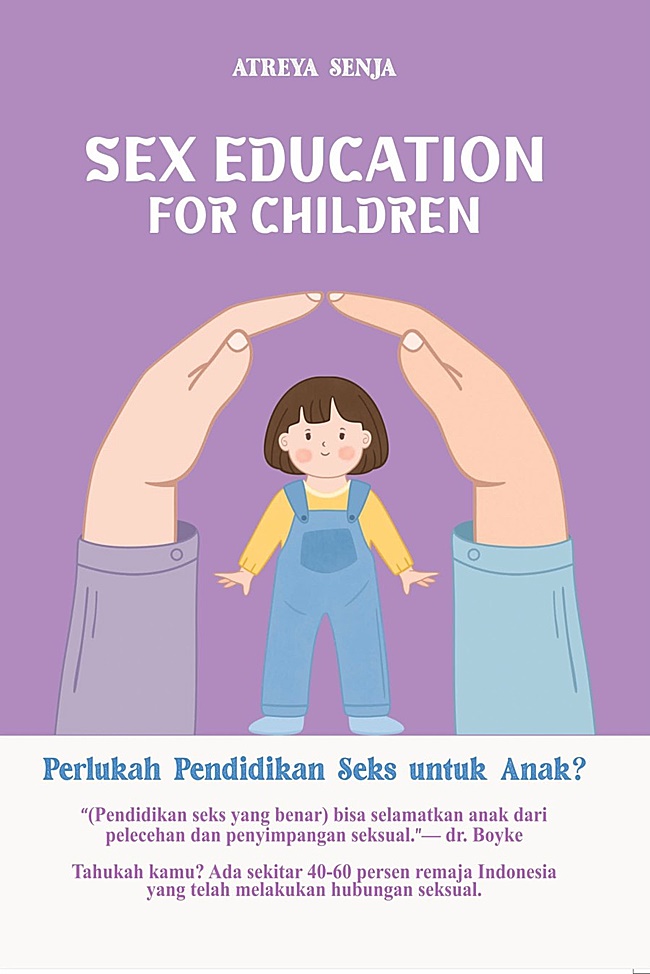 ATREYA SENJA
SEX EDUCATION
FOR CHILDREN
Perlukah Pendidikan Seks untuk Anak?
“(Pendidikan seks yang benar) bisa selamatkan anak dari
pelecehan dan penyimpangan seksual."— dr. Boyke
Tahukah kamu? Ada sekitar 40-60 persen remaja Indonesia
yang telah melakukan hubungan seksual.